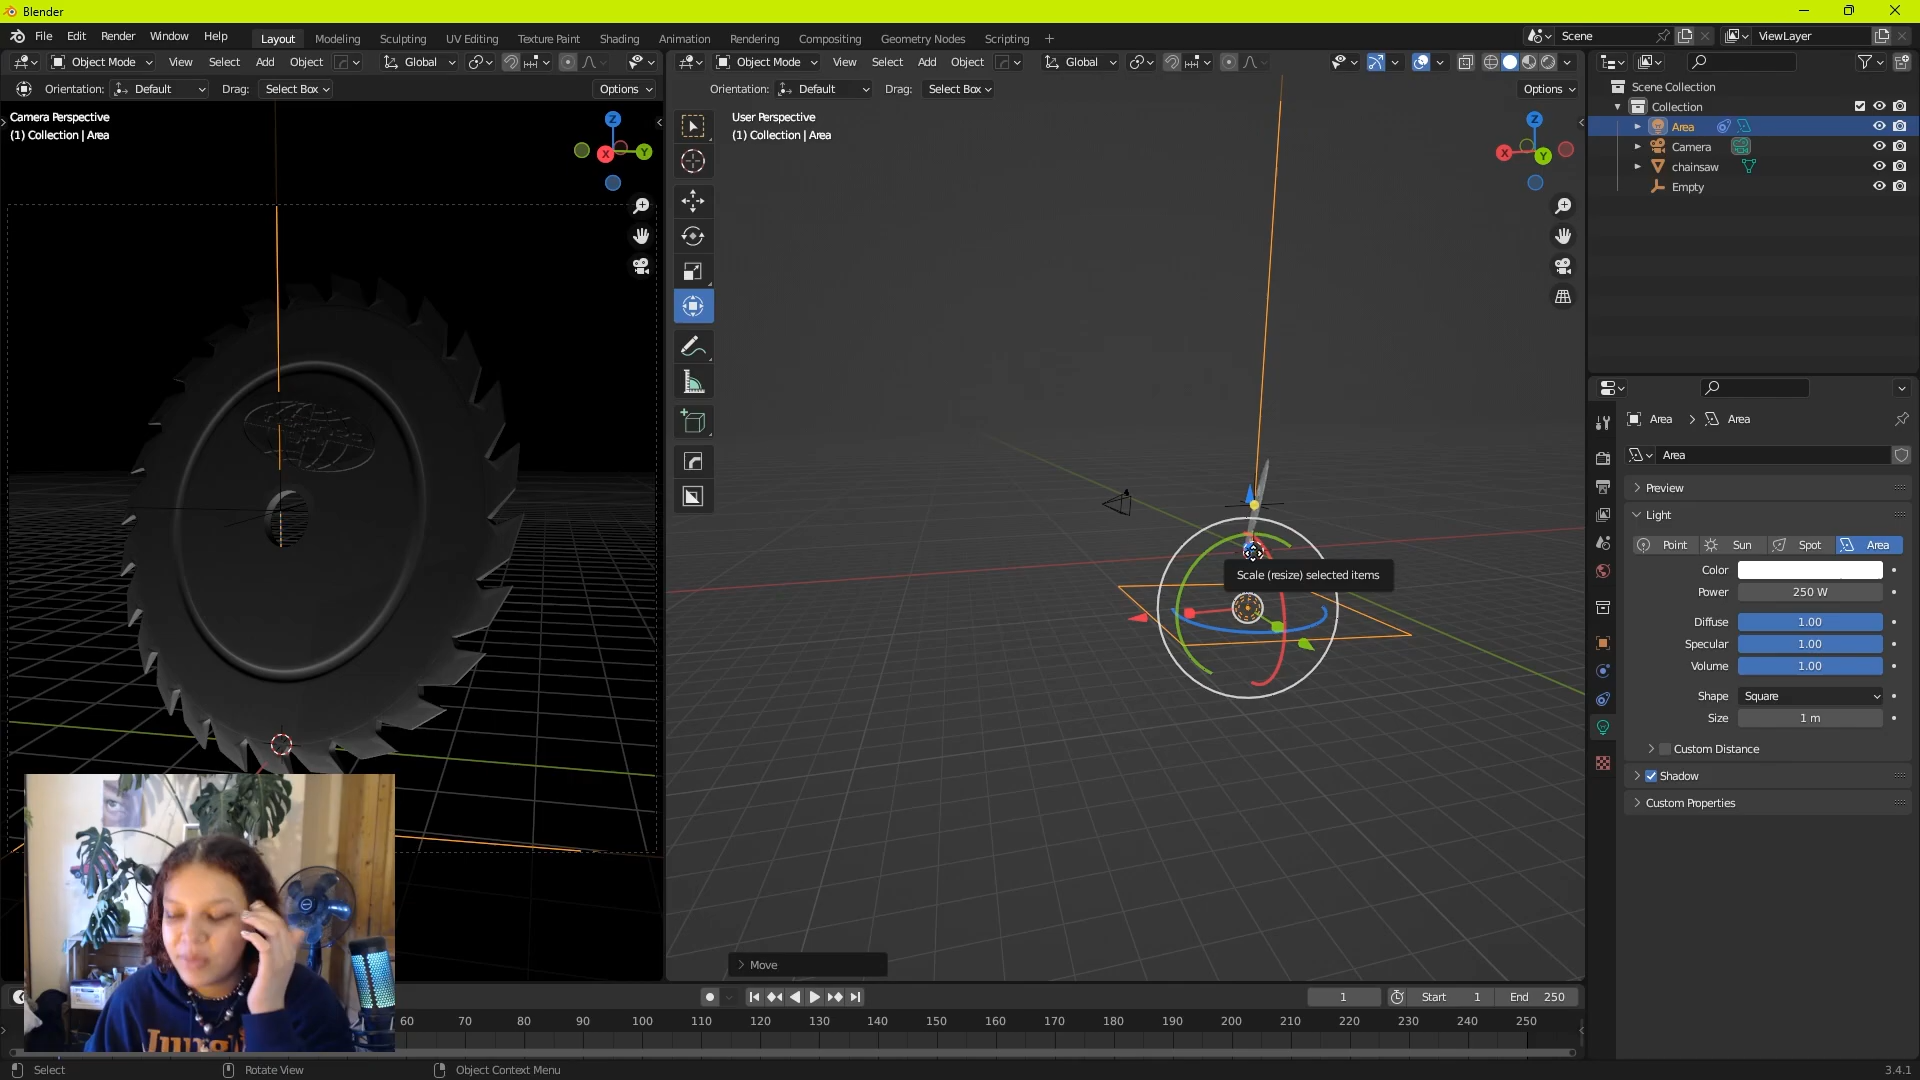 Blender
File Edit Render Window Help Layout Modeling Sculpting UV Editing Texture Paint Shading Animation Rendering Compositing Geometry Nodes Scripting + Scene ViewLayer
Object Mode View Select Add Object Global
Object Mode View Select Add Object Global
Orientation: Default Drag: Select Box Options
Orientation: Default Drag: Select Box Options
Camera Perspective
(1) Collection | Area
Z
X
Y
User Perspective
(1) Collection | Area
Z
X
Y
Scale (resize) selected items
Move
Scene Collection
Collection
Area
Camera
chainsaw
Empty
Area > Area
Area
Preview
Light
Point Sun Spot Area
Color
Power 250 W
Diffuse 1.00
Specular 1.00
Volume 1.00
Shape Square
Size 1 m
Custom Distance
Shadow
Custom Properties
1 Start 1 End 250
60 70 80 90 100 110 120 130 140 150 160 170 180 190 200 210 220 230 240 250
Select Rotate View Object Context Menu 3.4.1